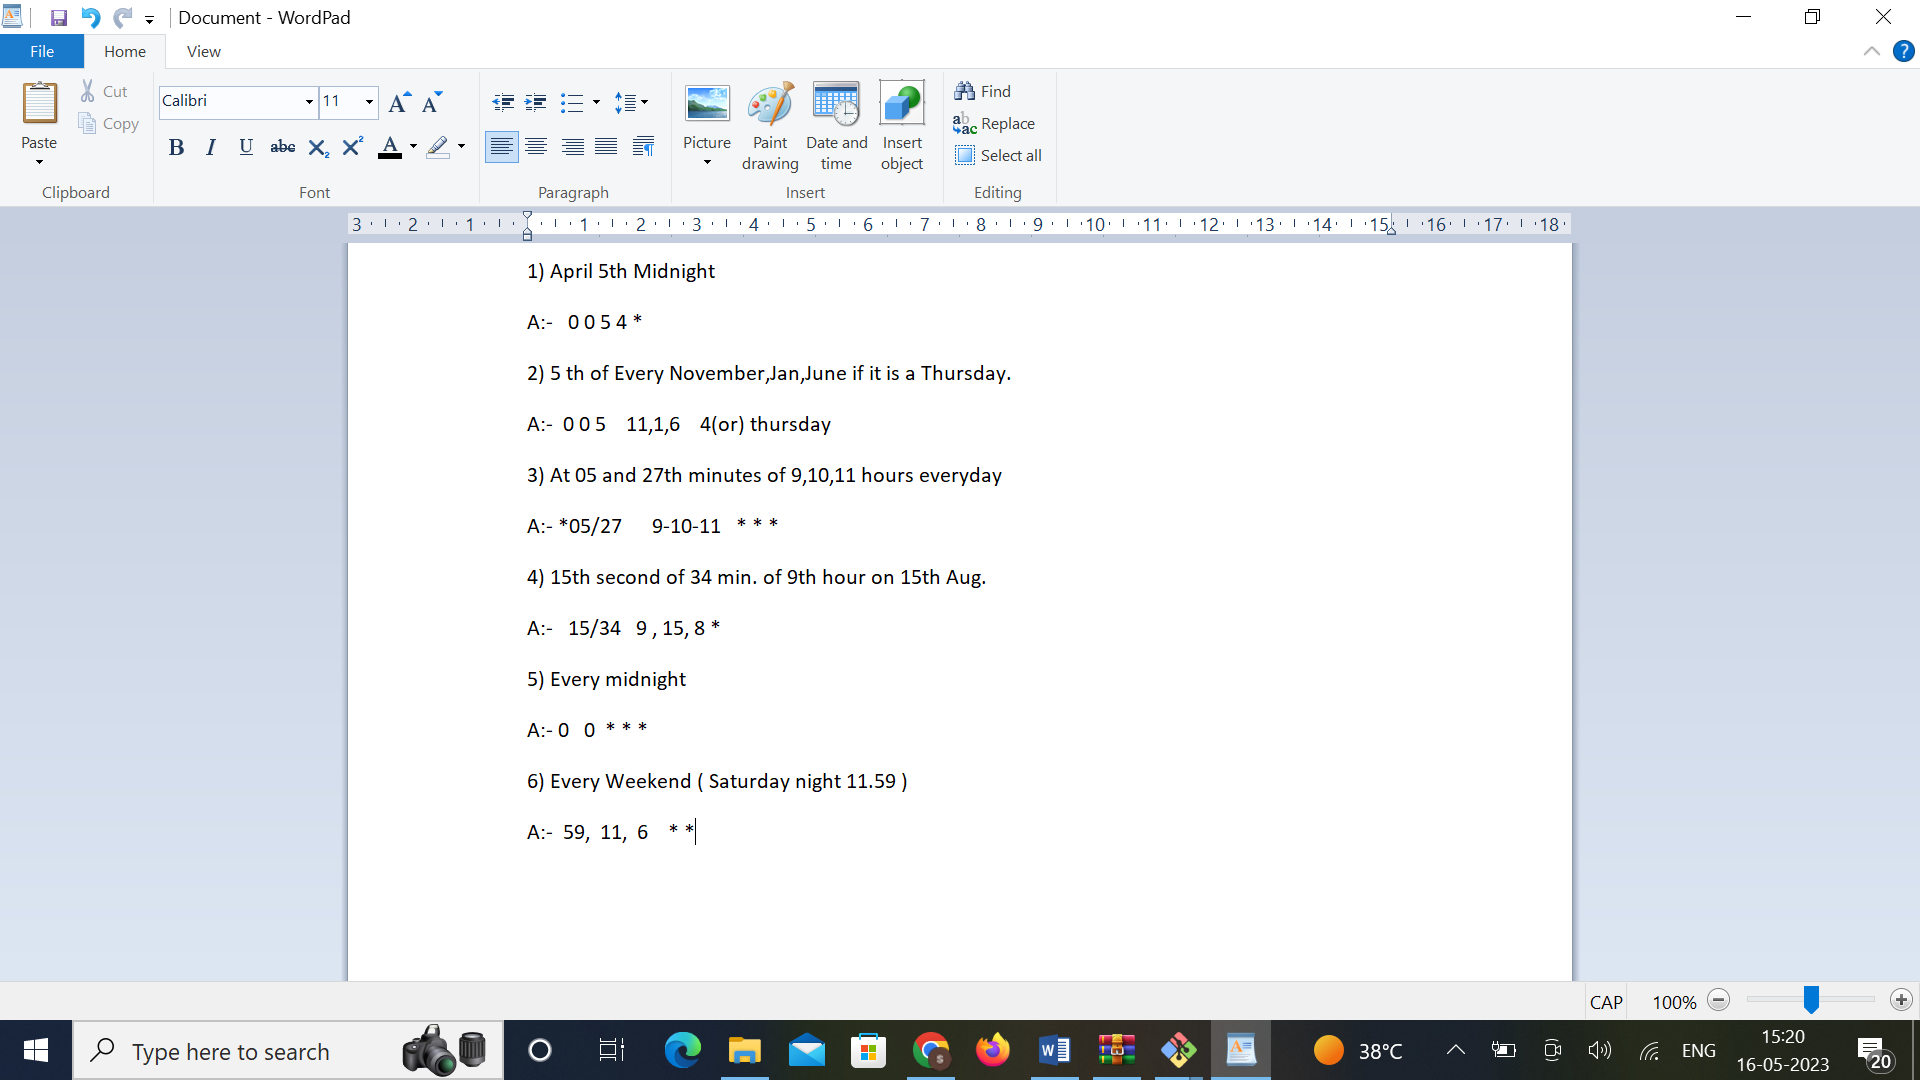 Document - WordPad
File Home View
Paste Cut Copy Clipboard
Calibri 11
B I U abc X₂ X² A
Font
Paragraph
Picture Paint drawing Date and time Insert object
Insert
Find
Replace
Select all
Editing
3 2 1 1 2 3 4 5 6 7 8 9 10 11 12 13 14 15 16 17 18
1) April 5th Midnight
A:- 0 0 5 4 *
2) 5 th of Every November,Jan,June if it is a Thursday.
A:- 0 0 5 11,1,6 4(or) thursday
3) At 05 and 27th minutes of 9,10,11 hours everyday
A:- *05/27 9-10-11 * * *
4) 15th second of 34 min. of 9th hour on 15th Aug.
A:- 15/34 9 , 15, 8 *
5) Every midnight
A:- 0 0 * * *
6) Every Weekend ( Saturday night 11.59 )
A:- 59, 11, 6 * *
CAP 100%
Type here to search
38°C ENG 15:20
16-05-2023 20